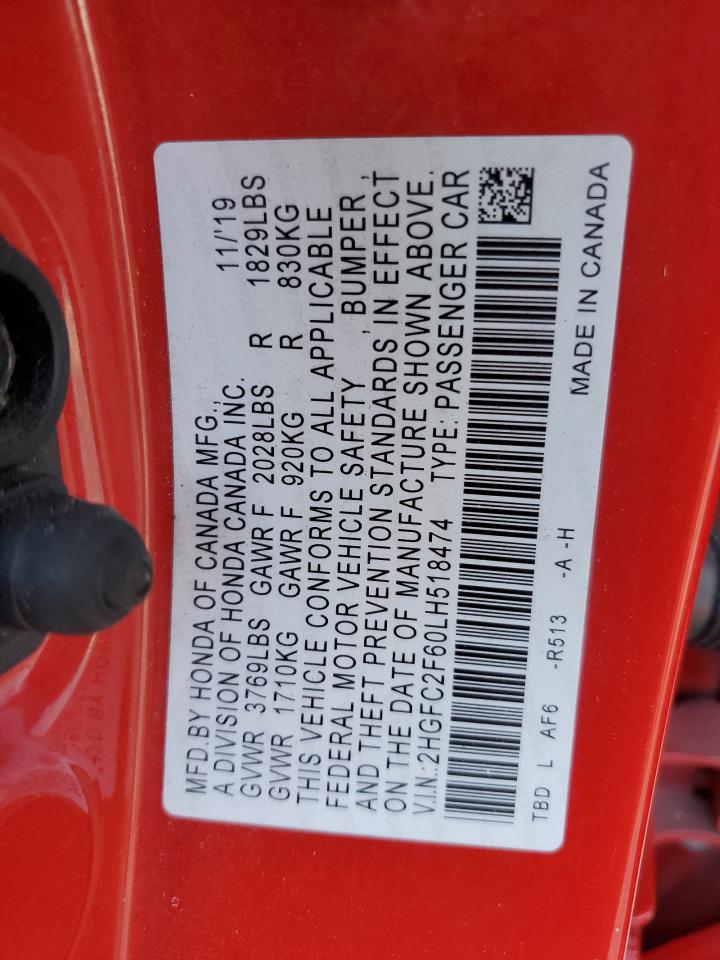 MFD.BY HONDA OF CANADA MFG., 11/'19
A DIVISION OF HONDA CANADA INC.
GVWR 3769LBS GAWR F 2028LBS R 1829LBS
GVWR 1710KG GAWR F 920KG R 830KG
THIS VEHICLE CONFORMS TO ALL APPLICABLE
FEDERAL MOTOR VEHICLE SAFETY , BUMPER ,
AND THEFT PREVENTION STANDARDS IN EFFECT
ON THE DATE OF MANUFACTURE SHOWN ABOVE.
V.I.N.:2HGFC2F60LH518474 TYPE: PASSENGER CAR
TBD L AF6 -R513 -A -H
MADE IN CANADA